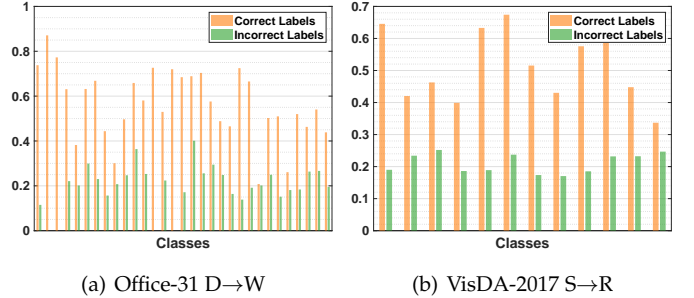 1
0.8
0.6
0.4
0.2
0
Correct Labels
Incorrect Labels
Classes
(a) Office-31 D→W
0.7
0.6
0.5
0.4
0.3
0.2
0.1
0
Correct Labels
Incorrect Labels
Classes
(b) VisDA-2017 S→R